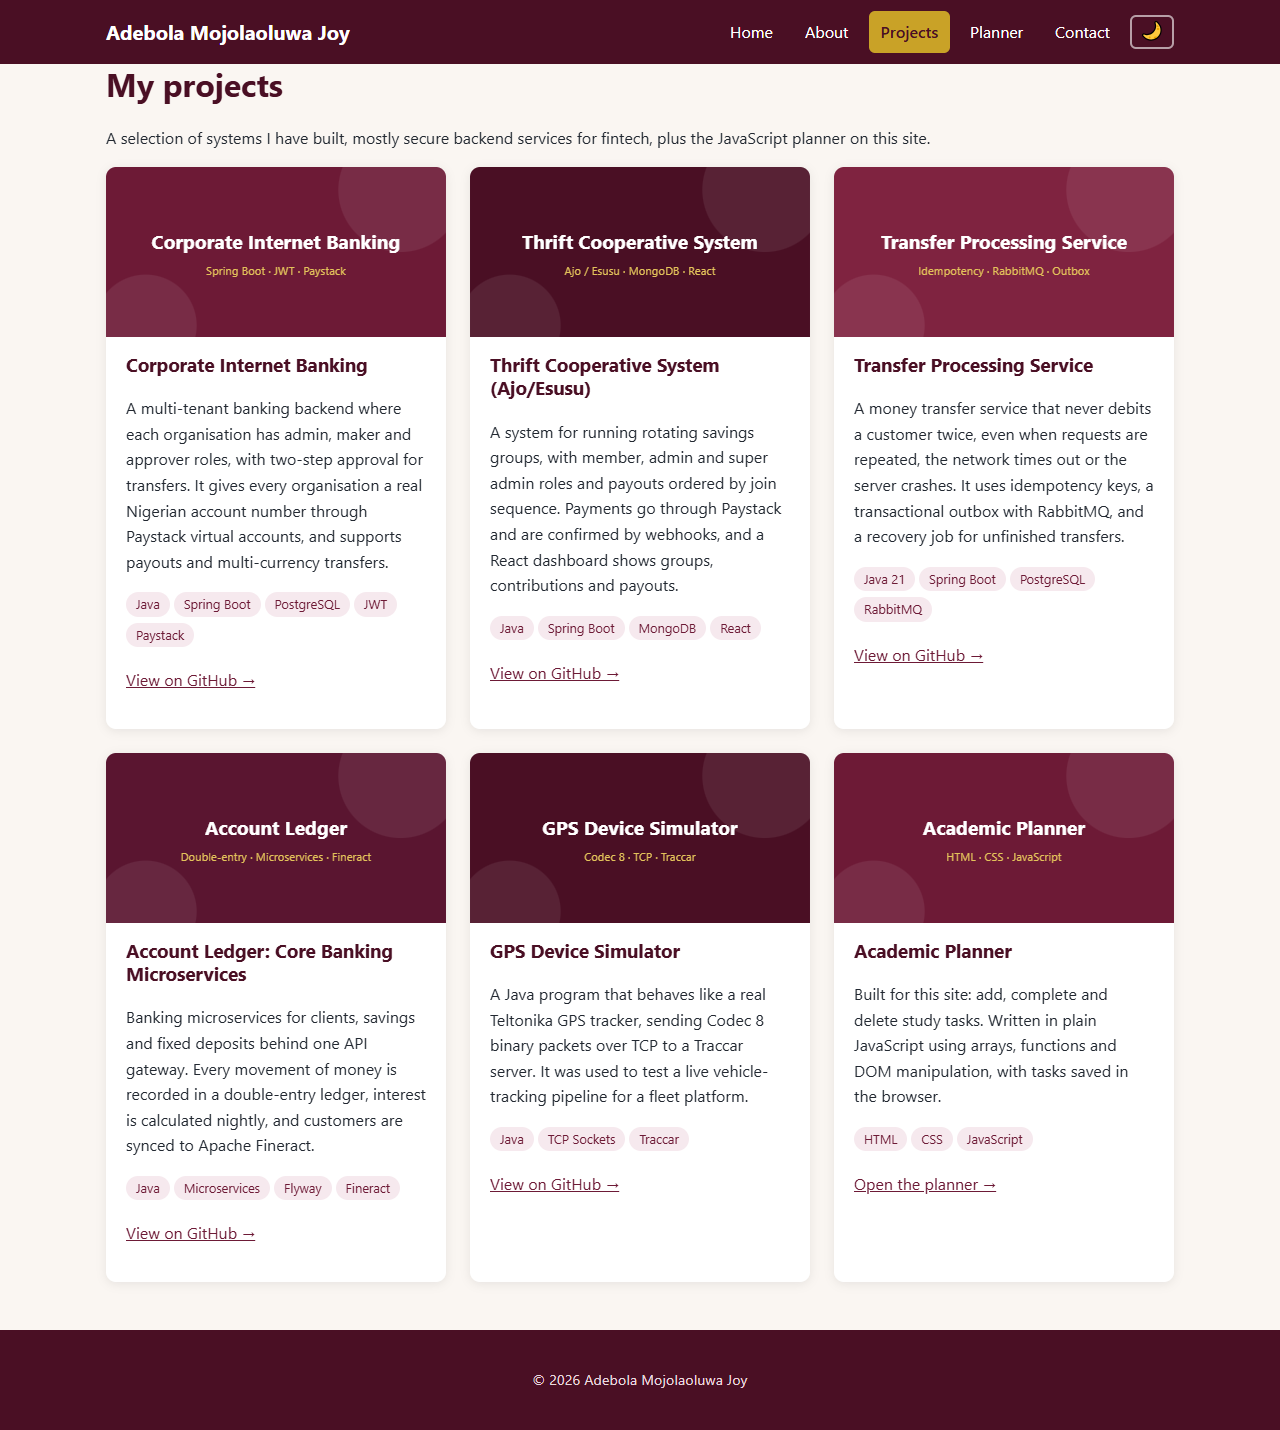 Adebola Mojolaoluwa Joy
Home About Projects Planner Contact
My projects
A selection of systems I have built, mostly secure backend services for fintech, plus the JavaScript planner on this site.
Corporate Internet Banking
Spring Boot · JWT · Paystack
Corporate Internet Banking
A multi-tenant banking backend where
each organisation has admin, maker and
approver roles, with two-step approval for
transfers. It gives every organisation a real
Nigerian account number through
Paystack virtual accounts, and supports
payouts and multi-currency transfers.
Java Spring Boot PostgreSQL JWT
Paystack
View on GitHub →
Thrift Cooperative System
Ajo / Esusu · MongoDB · React
Thrift Cooperative System
(Ajo/Esusu)
A system for running rotating savings
groups, with member, admin and super
admin roles and payouts ordered by join
sequence. Payments go through Paystack
and are confirmed by webhooks, and a
React dashboard shows groups,
contributions and payouts.
Java Spring Boot MongoDB React
View on GitHub →
Transfer Processing Service
Idempotency · RabbitMQ · Outbox
Transfer Processing Service
A money transfer service that never debits
a customer twice, even when requests are
repeated, the network times out or the
server crashes. It uses idempotency keys, a
transactional outbox with RabbitMQ, and
a recovery job for unfinished transfers.
Java 21 Spring Boot PostgreSQL
RabbitMQ
View on GitHub →
Account Ledger
Double-entry · Microservices · Fineract
Account Ledger: Core Banking
Microservices
Banking microservices for clients, savings
and fixed deposits behind one API
gateway. Every movement of money is
recorded in a double-entry ledger, interest
is calculated nightly, and customers are
synced to Apache Fineract.
Java Microservices Flyway Fineract
View on GitHub →
GPS Device Simulator
Codec 8 · TCP · Traccar
GPS Device Simulator
A Java program that behaves like a real
Teltonika GPS tracker, sending Codec 8
binary packets over TCP to a Traccar
server. It was used to test a live vehicle-
tracking pipeline for a fleet platform.
Java TCP Sockets Traccar
View on GitHub →
Academic Planner
HTML · CSS · JavaScript
Academic Planner
Built for this site: add, complete and
delete study tasks. Written in plain
JavaScript using arrays, functions and
DOM manipulation, with tasks saved in
the browser.
HTML CSS JavaScript
Open the planner →
© 2026 Adebola Mojolaoluwa Joy